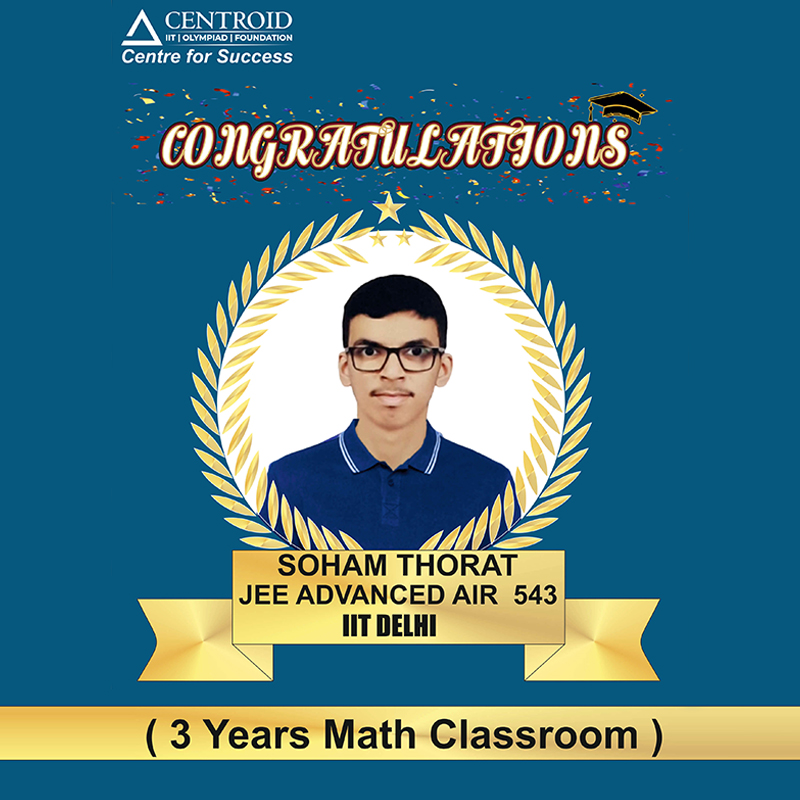 CENTROID
IIT | OLYMPIAD | FOUNDATION
Centre for Success
CONGRATULATIONS
SOHAM THORAT
JEE ADVANCED AIR 543
IIT DELHI
( 3 Years Math Classroom )